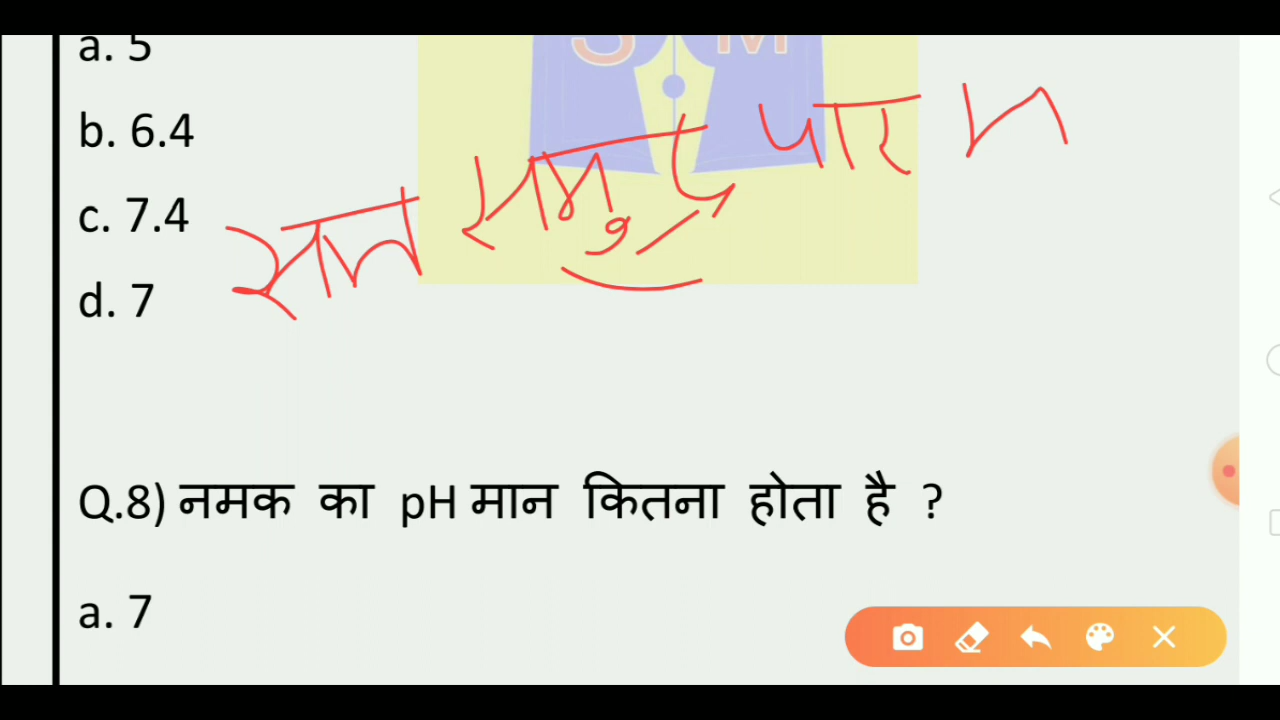 a. 5
S M
b. 6.4
c. 7.4
सात समुद्र पार
d. 7
Q.8) नमक का pH मान कितना होता है ?
a. 7